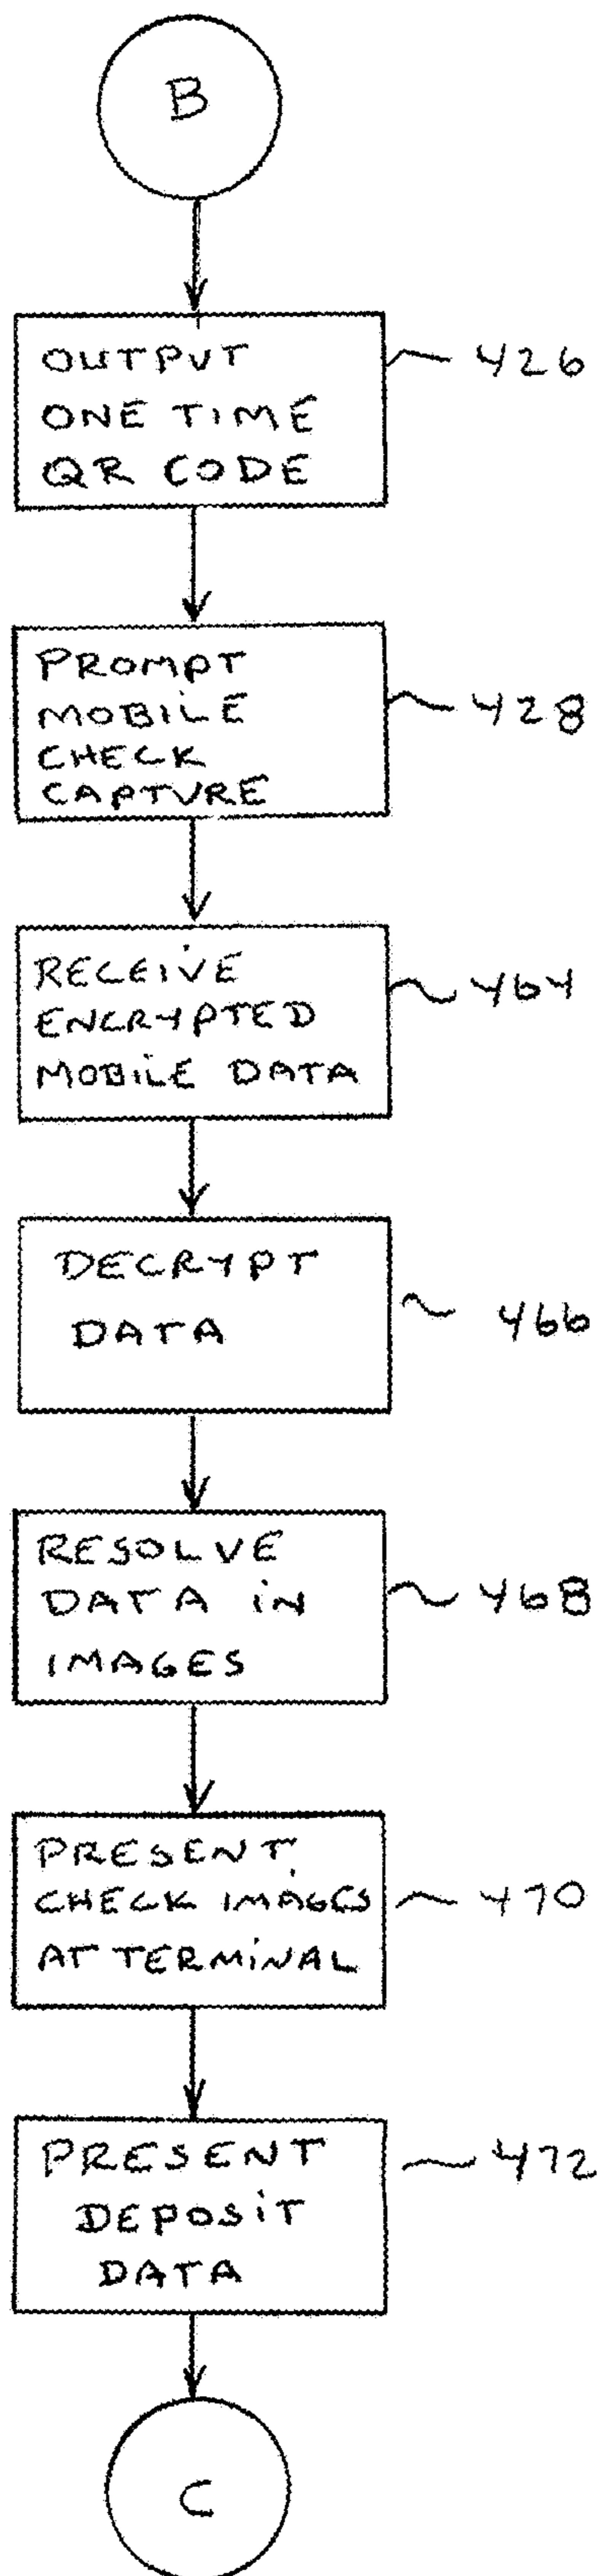 B
OUTPUT
ONE TIME
QR CODE
426
PROMPT
MOBILE
CHECK
CAPTURE
428
RECEIVE
ENCRYPTED
MOBILE DATA
464
DECRYPT
DATA
466
RESOLVE
DATA IN
IMAGES
468
PRESENT
CHECK IMAGES
AT TERMINAL
470
PRESENT
DEPOSIT
DATA
472
C